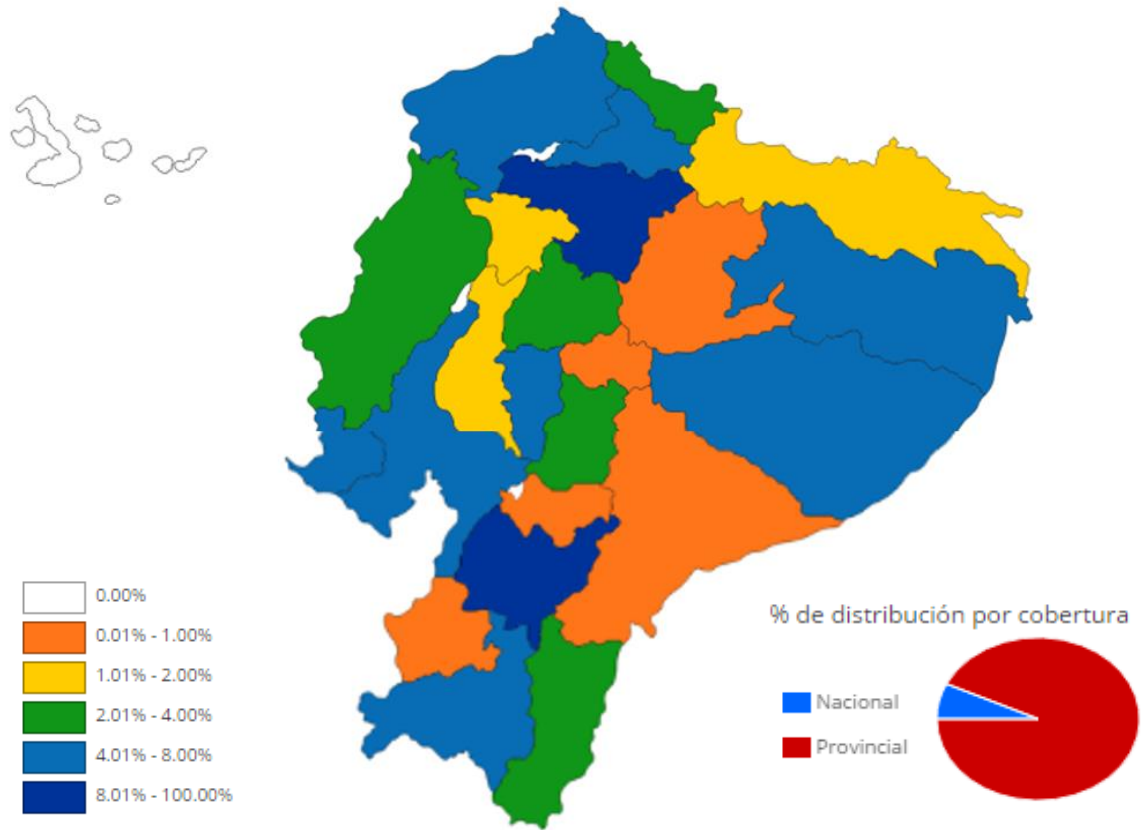 0.00%
0.01% - 1.00%
1.01% - 2.00%
2.01% - 4.00%
4.01% - 8.00%
8.01% - 100.00%
% de distribución por cobertura
Nacional
Provincial